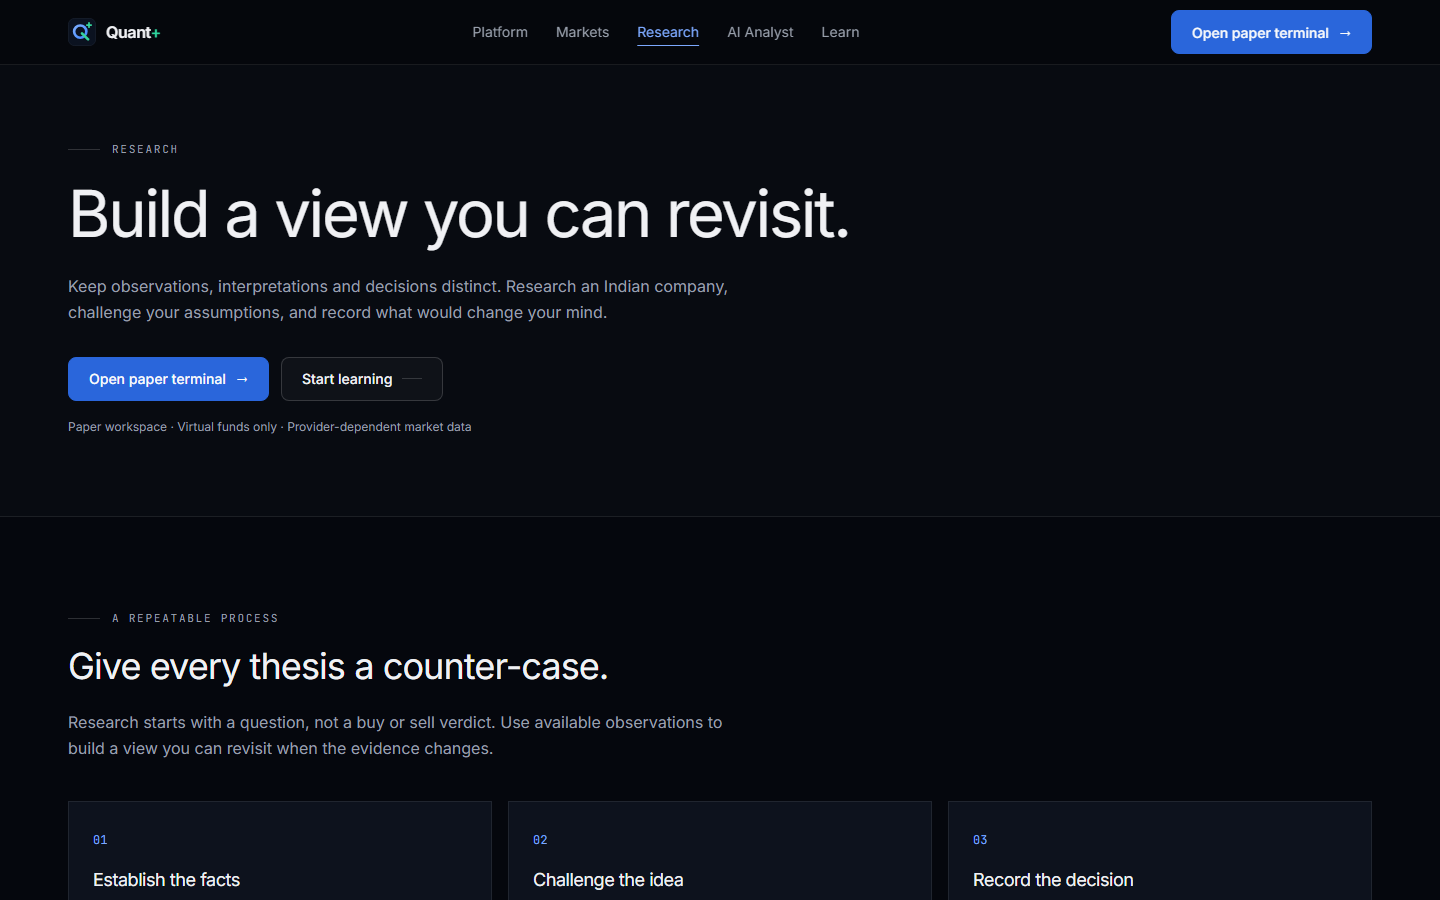 Quant+
Platform Markets Research AI Analyst Learn
Open paper terminal →
RESEARCH
Build a view you can revisit.
Keep observations, interpretations and decisions distinct. Research an Indian company,
challenge your assumptions, and record what would change your mind.
Open paper terminal →
Start learning
Paper workspace · Virtual funds only · Provider-dependent market data
A REPEATABLE PROCESS
Give every thesis a counter-case.
Research starts with a question, not a buy or sell verdict. Use available observations to
build a view you can revisit when the evidence changes.
01
Establish the facts
02
Challenge the idea
03
Record the decision